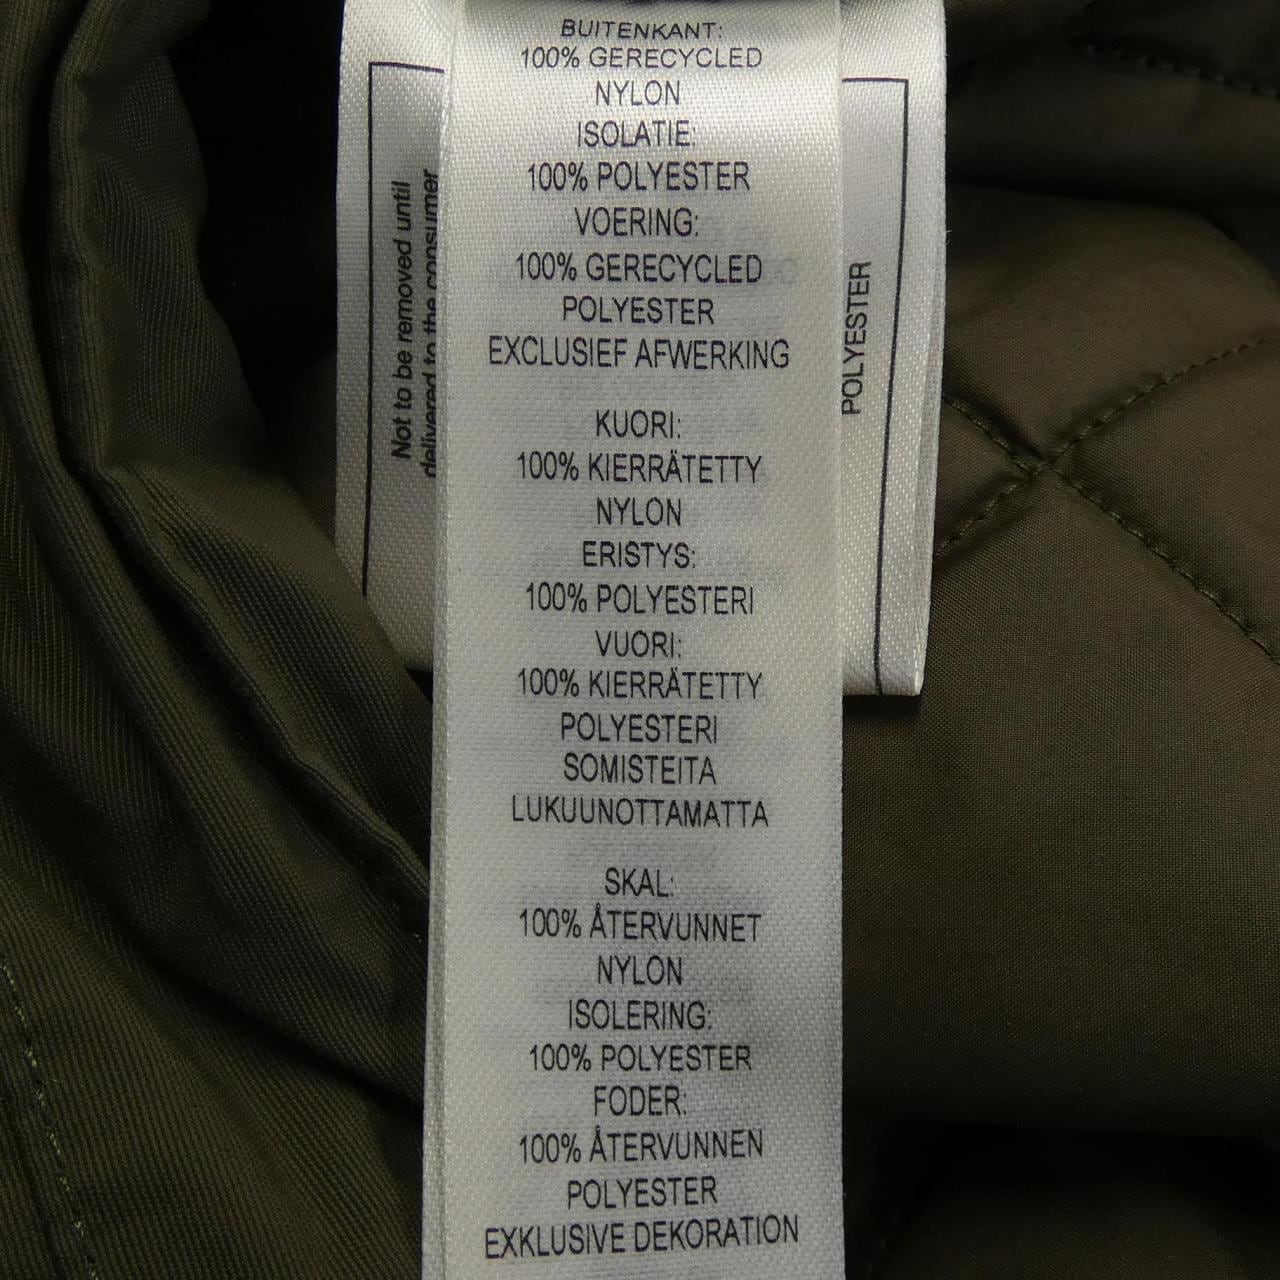 BUITENKANT:
100% GERECYCLED
NYLON
ISOLATIE:
100% POLYESTER
VOERING:
100% GERECYCLED
POLYESTER
EXCLUSIEF AFWERKING
KUORI:
100% KIERRÄTETTY
NYLON
ERISTYS:
100% POLYESTERI
VUORI:
100% KIERRÄTETTY
POLYESTERI
SOMISTEITA
LUKUUNOTTAMATTA
SKAL:
100% ÅTERVUNNET
NYLON
ISOLERING:
100% POLYESTER
FODER:
100% ÅTERVUNNEN
POLYESTER
EXKLUSIVE DEKORATION
Not to be removed until
delivered to the consumer
POLYESTER